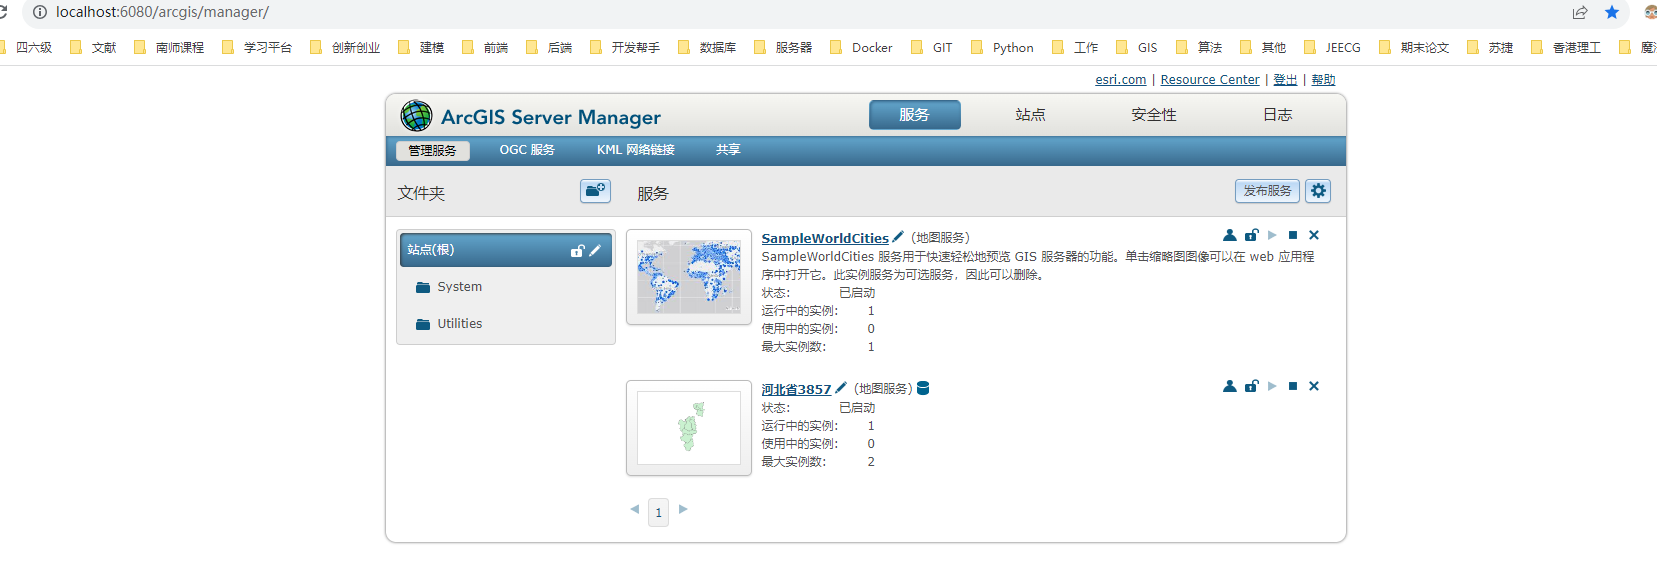 localhost:6080/arcgis/manager/
四六级 文献 南师课程 学习平台 创新创业 建模 前端 后端 开发帮手 数据库 服务器 Docker GIT Python 工作 GIS 算法 其他 JEECG 期末论文 苏捷 香港理工
esri.com | Resource Center | 登出 | 帮助
ArcGIS Server Manager 服务 站点 安全性 日志
管理服务 OGC 服务 KML 网络链接 共享
文件夹 服务 发布服务
站点(根)
System
Utilities
SampleWorldCities (地图服务)
SampleWorldCities 服务用于快速轻松地预览 GIS 服务器的功能。单击缩略图图像可以在 web 应用程
序中打开它。此实例服务为可选服务，因此可以删除。
状态: 已启动
运行中的实例: 1
使用中的实例: 0
最大实例数: 1
河北省3857 (地图服务)
状态: 已启动
运行中的实例: 1
使用中的实例: 0
最大实例数: 2
1